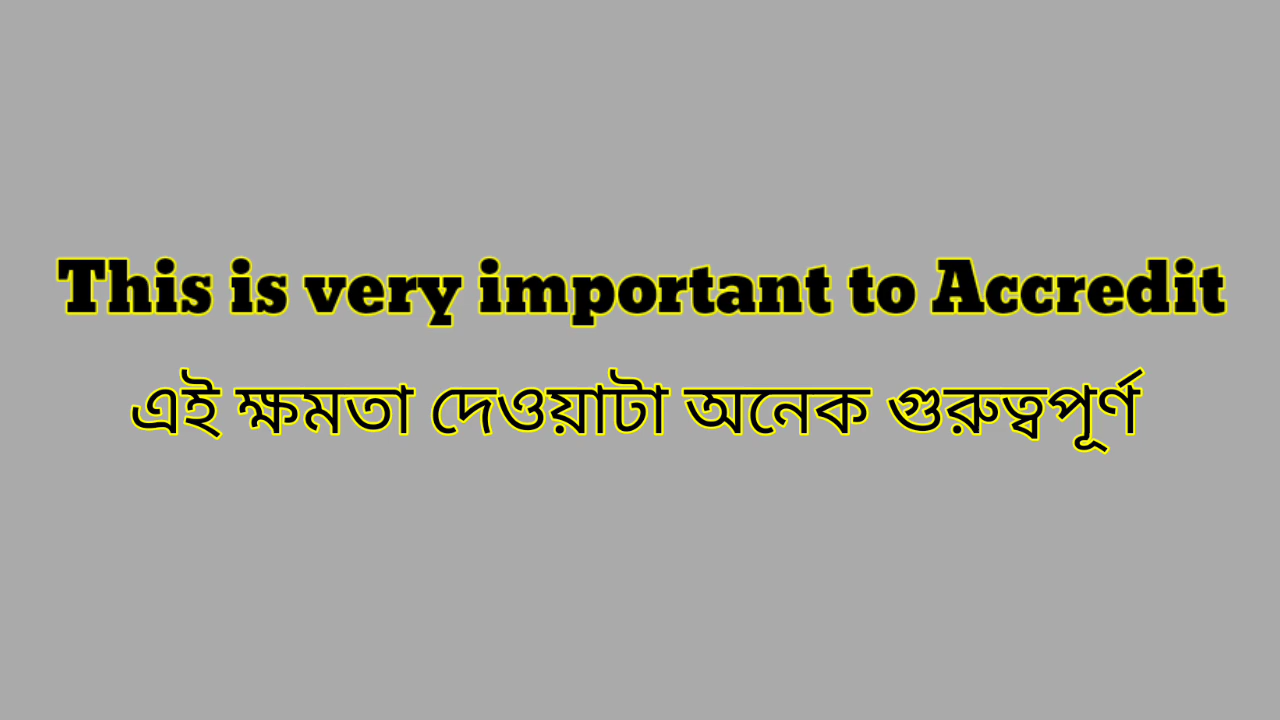 This is very important to Accredit
এই ক্ষমতা দেওয়াটা অনেক গুরুত্বপূর্ণ